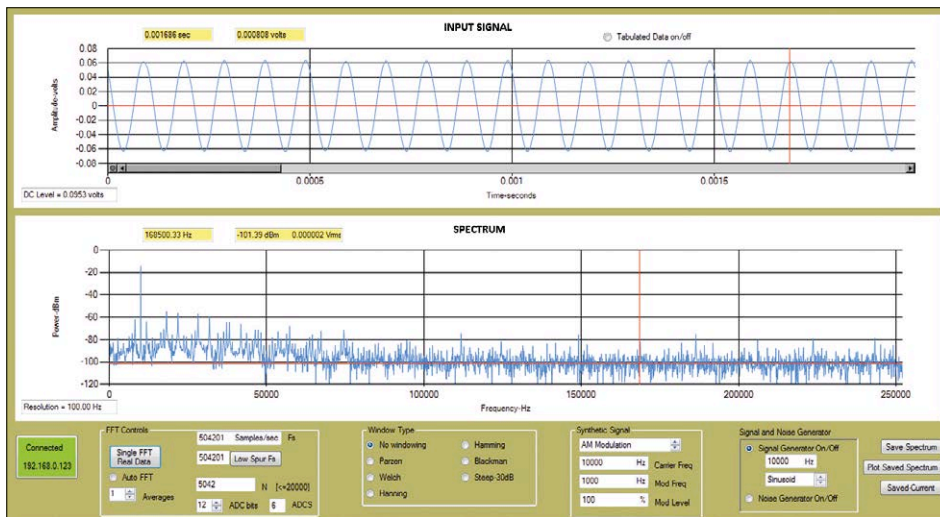 INPUT SIGNAL
0.001686 sec
0.000808 volts
Tabulated Data on/off
Amplitude-volts
0.08
0.06
0.04
0.02
0
-0.02
-0.04
-0.06
-0.08
0
0.0005
0.001
0.0015
Time-seconds
DC Level = 0.0953 volts
SPECTRUM
168500.33 Hz
-101.39 dBm 0.000002 Vrms
Power-dBm
0
-20
-40
-60
-80
-100
-120
0
50000
100000
150000
200000
250000
Frequency-Hz
Resolution = 100.00 Hz
Connected
192.168.0.123
FFT Controls
Single FFT
Real Data
Auto FFT
1 Averages
504201 Samples/sec Fs
504201 Low Spur Fs
5042 N [<=20000]
12 ADC bits 6 ADCS
Window Type
No windowing
Parzen
Welch
Hanning
Hamming
Blackman
Steep-30dB
Synthetic Signal
AM Modulation
10000 Hz Carrier Freq
1000 Hz Mod Freq
100 % Mod Level
Signal and Noise Generator
Signal Generator On/Off
10000 Hz
Sinusoid
Noise Generator On/Off
Save Spectrum
Plot Saved Spectrum
Saved Current